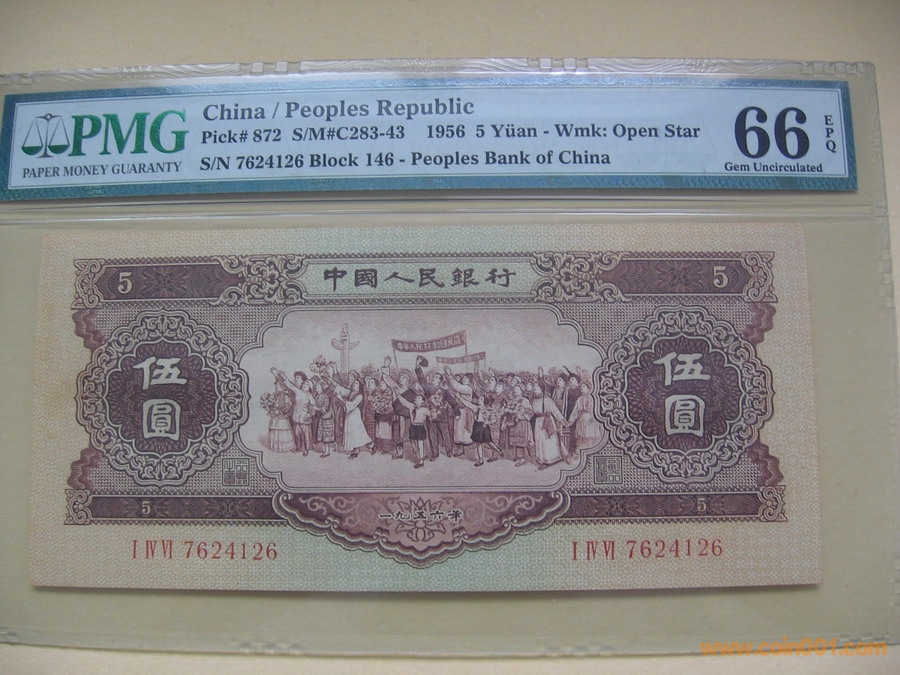 PMG
PAPER MONEY GUARANTY
China / Peoples Republic
Pick# 872 S/M#C283-43 1956 5 Yüan - Wmk: Open Star
S/N 7624126 Block 146 - Peoples Bank of China
66 EPQ
Gem Uncirculated
5 中國人民銀行 5
伍圓 伍圓
5 5
一九五六年
I IV VI 7624126 I IV VI 7624126
www.coin001.com